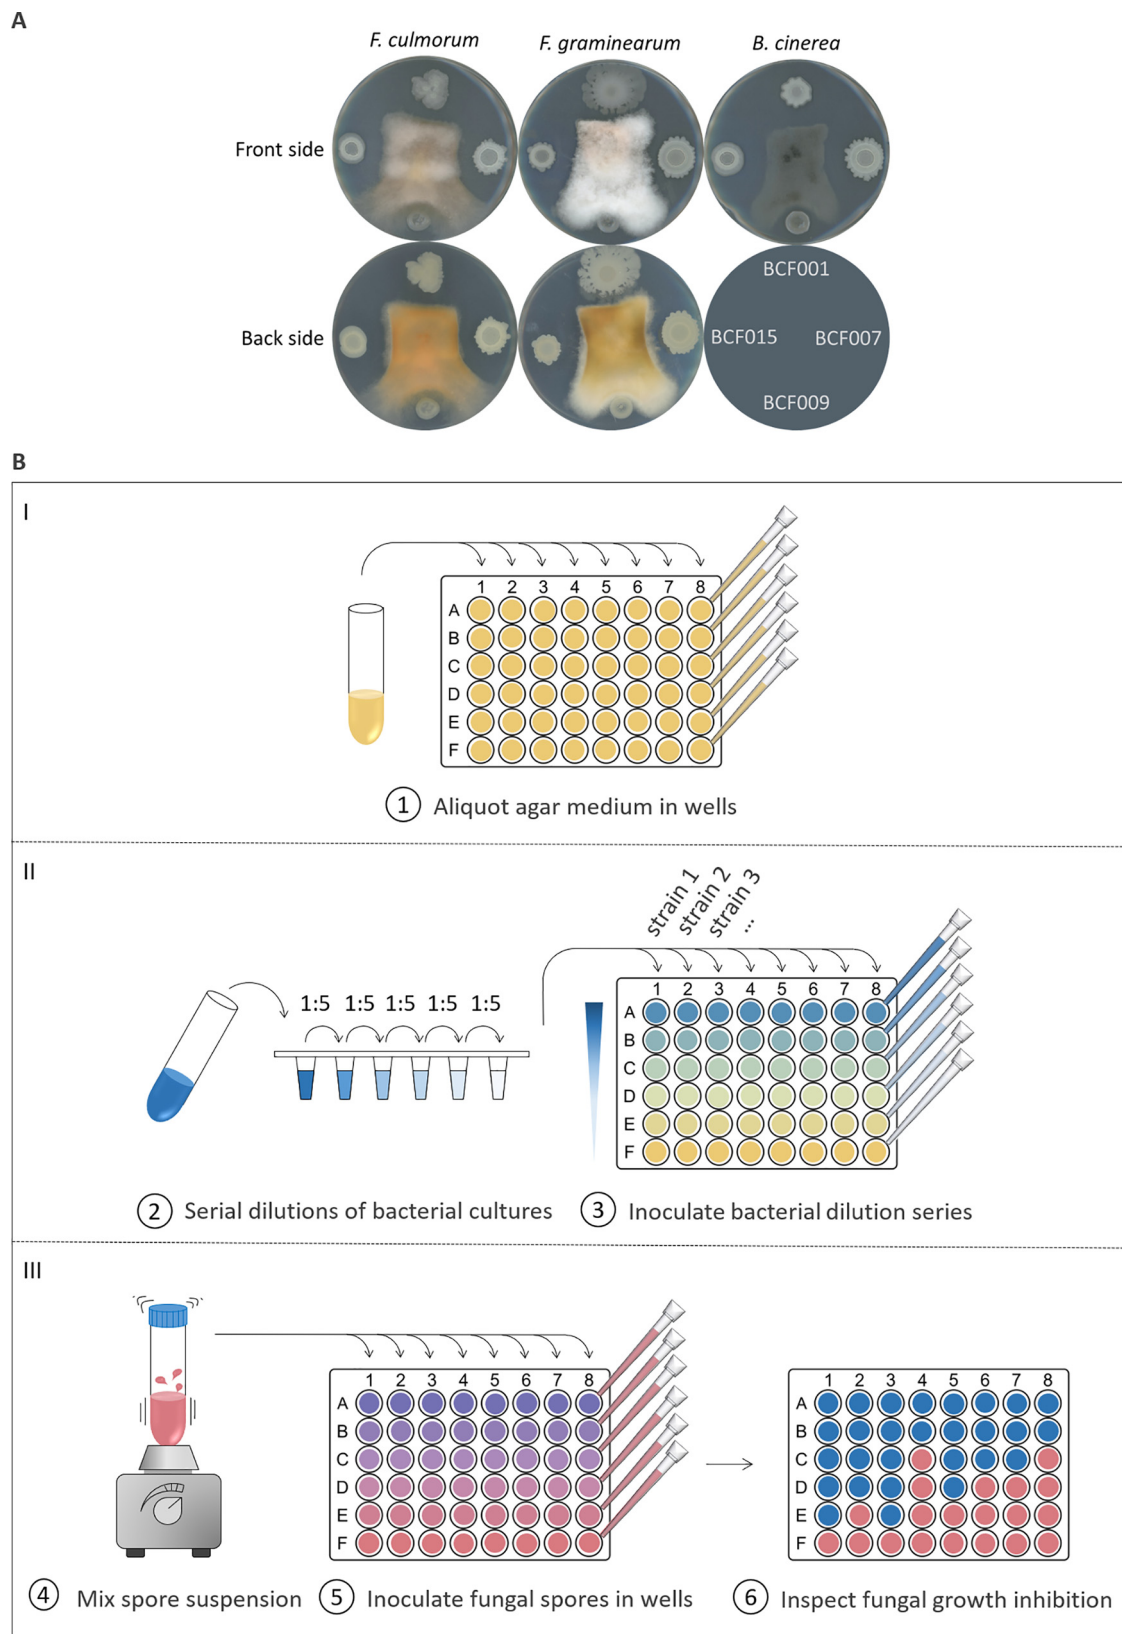 A
F. culmorum F. graminearum B. cinerea
Front side
Back side
BCF001
BCF015 BCF007
BCF009
B
I
1 2 3 4 5 6 7 8
A
B
C
D
E
F
1 Aliquot agar medium in wells
II
strain 1
strain 2
strain 3
...
1:5 1:5 1:5 1:5 1:5
1 2 3 4 5 6 7 8
A
B
C
D
E
F
2 Serial dilutions of bacterial cultures
3 Inoculate bacterial dilution series
III
1 2 3 4 5 6 7 8
A
B
C
D
E
F
1 2 3 4 5 6 7 8
A
B
C
D
E
F
4 Mix spore suspension
5 Inoculate fungal spores in wells
6 Inspect fungal growth inhibition